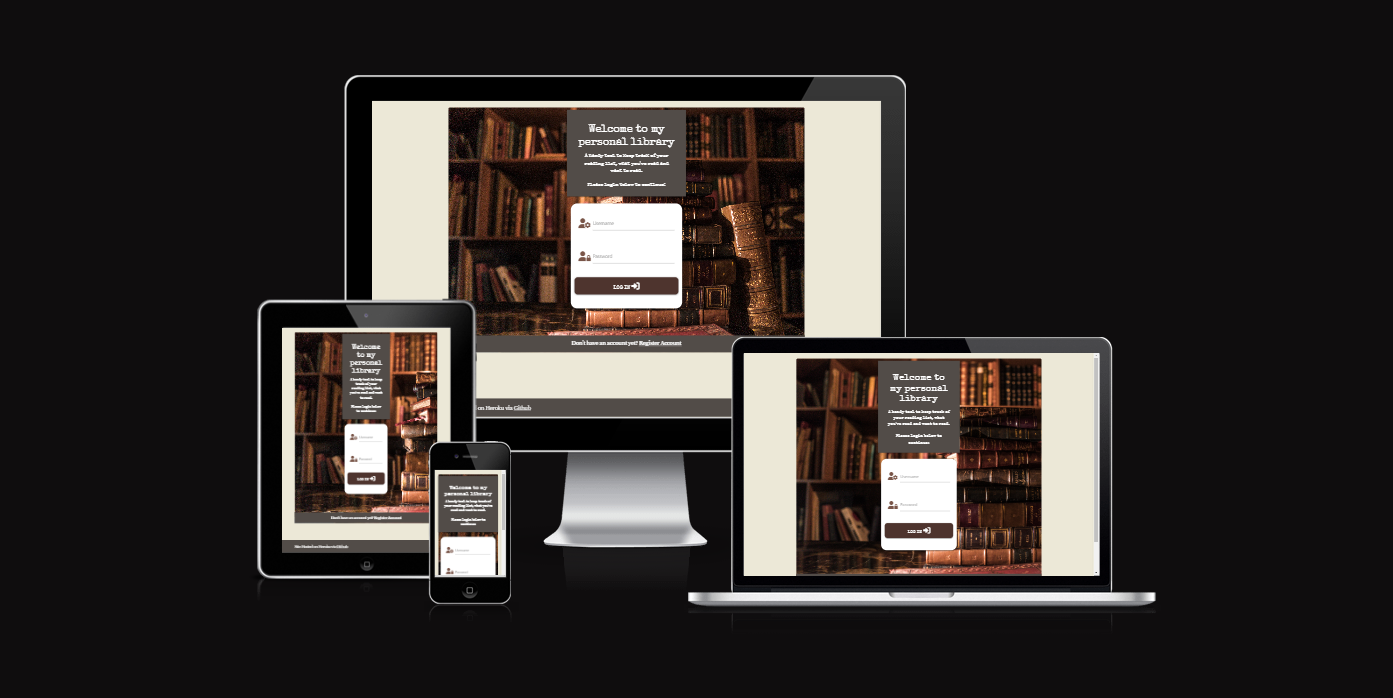 Welcome to my
personal library
A handy tool to keep track of your
reading list, what you've read and
want to read.
Please login below to continue!
Username
Password
LOG IN
Don't have an account yet? Register Account
on Heroku via Github
Welcome
to my
personal
library
A handy tool to keep
track of your
reading list, what
you've read and want
to read.
Please login below
to continue
Username
Password
LOG IN
Don't have an account yet? Register Account
Site Hosted on Heroku via Github
Welcome to my
personal library
A handy tool to keep track of
your reading list, what you've
read and want to read.
Please login below to
continue
Username
Password
Welcome to
my personal
library
A handy tool to keep track of
your reading list, what
you've read and want to read.
Please login below to
continue
Username
Password
LOG IN